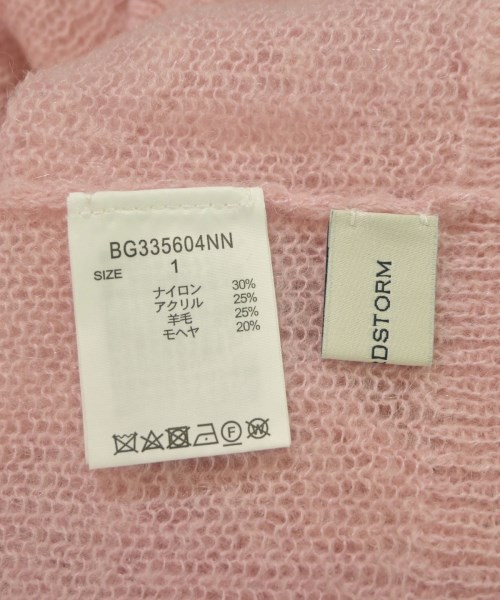 BG335604NN
SIZE 1
ナイロン 30%
アクリル 25%
羊毛 25%
モヘヤ 20%
F W
DSTORM